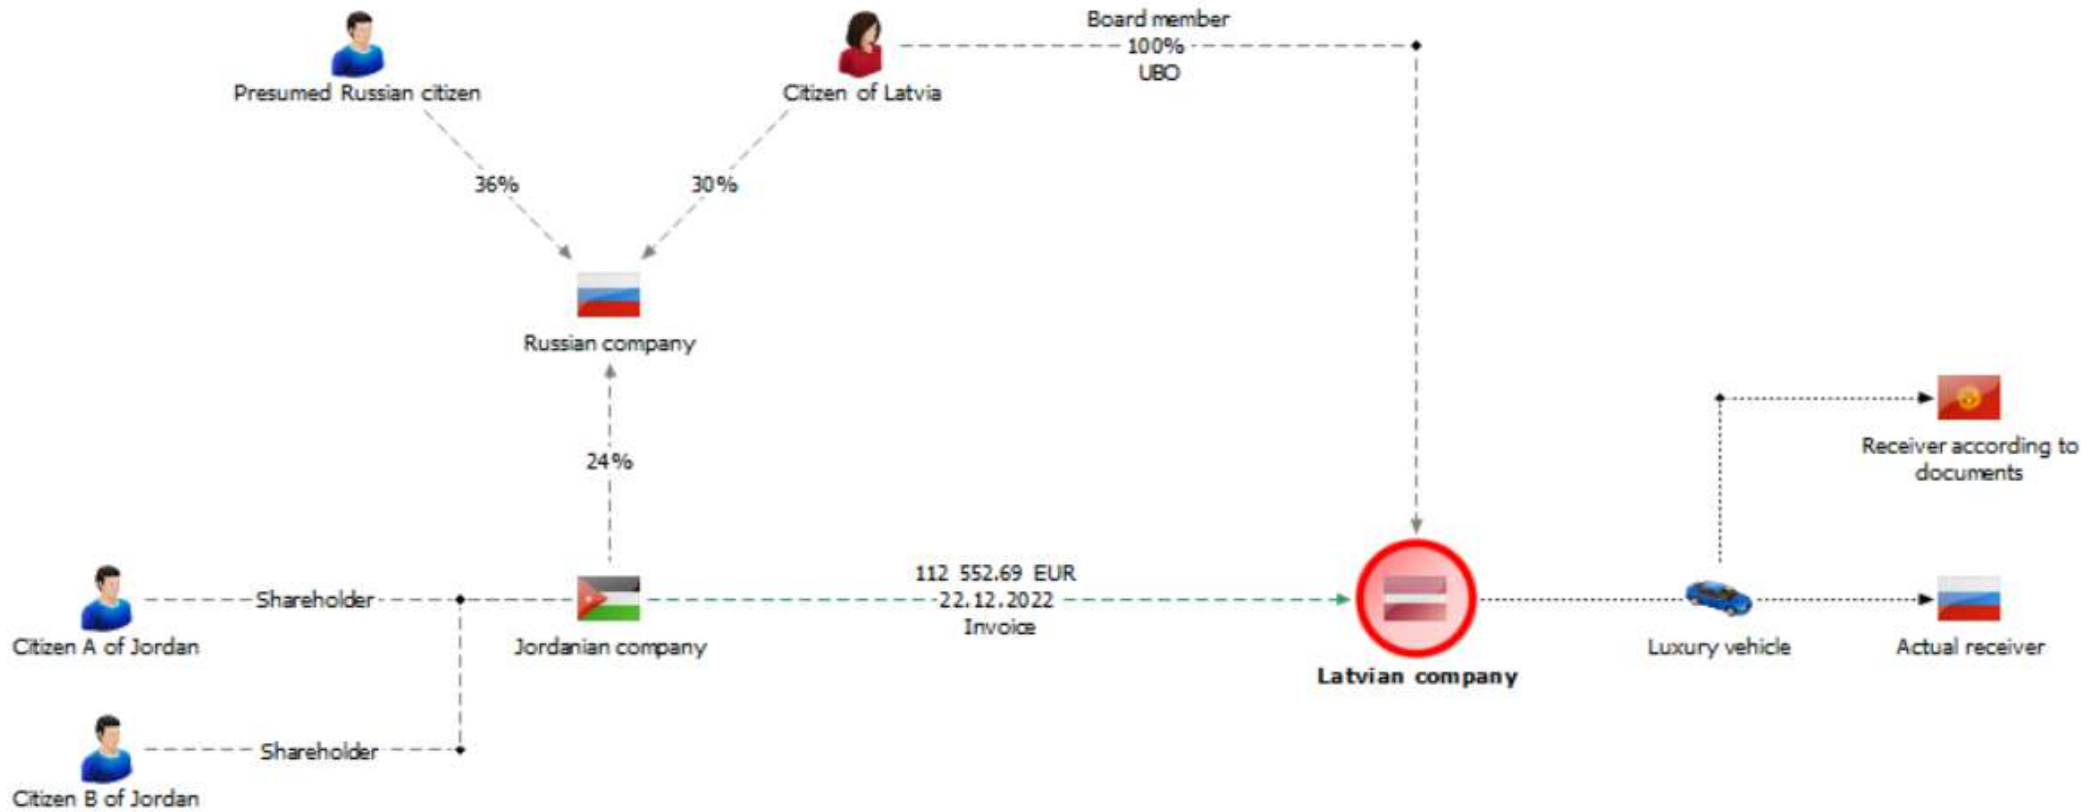 Board member
100%
UBO
Presumed Russian citizen
Citizen of Latvia
36%
30%
Russian company
24%
Receiver according to
documents
112 552.69 EUR
22.12.2022
Invoice
Shareholder
Citizen A of Jordan
Jordanian company
Luxury vehicle
Actual receiver
Latvian company
Shareholder
Citizen B of Jordan